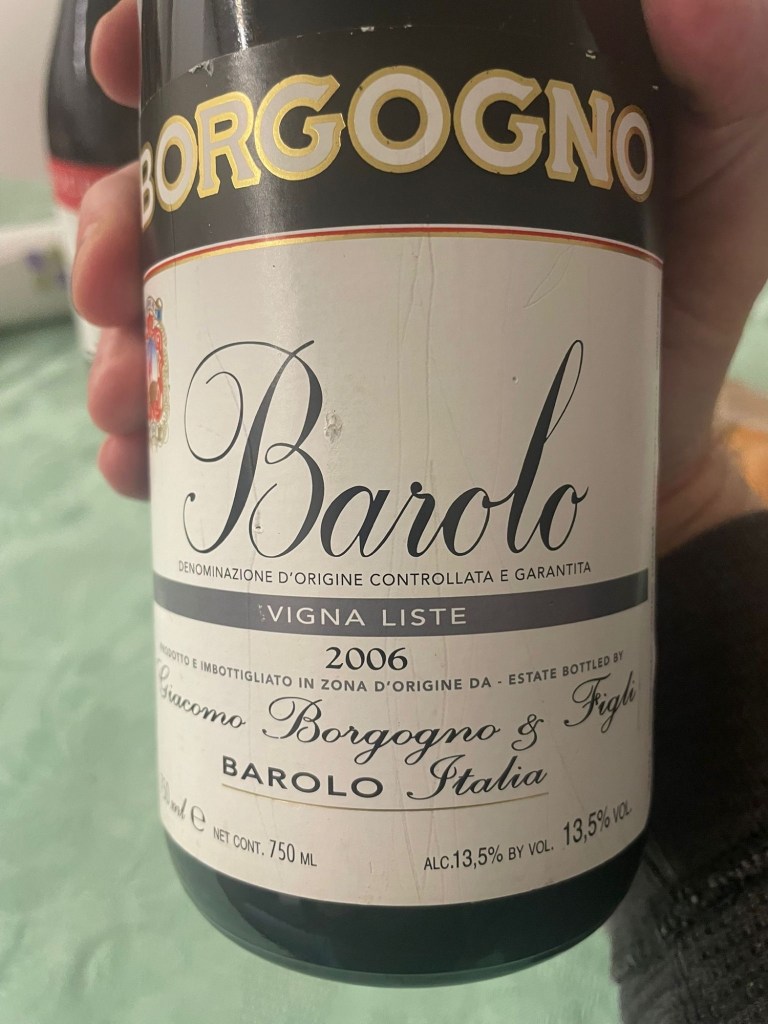 BORGOGNO
Barolo
DENOMINAZIONE D'ORIGINE CONTROLLATA E GARANTITA
VIGNA LISTE
2006
PRODOTTO E IMBOTTIGLIATO IN ZONA D'ORIGINE DA - ESTATE BOTTLED BY
Giacomo Borgogno & Figli
BAROLO Italia
ml e NET CONT. 750 ML ALC.13,5% BY VOL. 13,5% VOL.